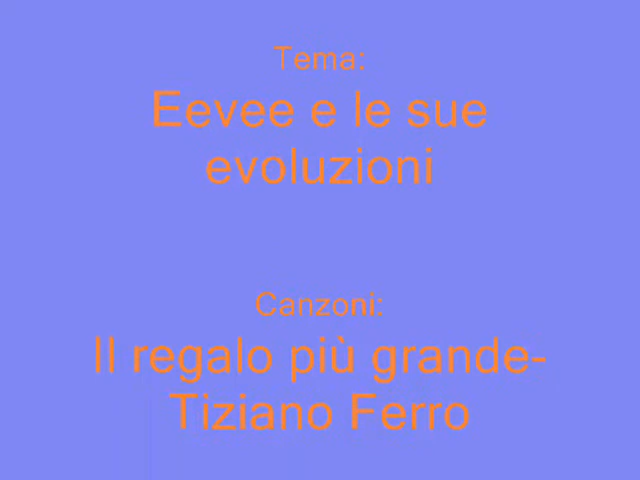 Tema:
Eevee e le sue
evoluzioni
Canzoni:
Il regalo più grande-
Tiziano Ferro